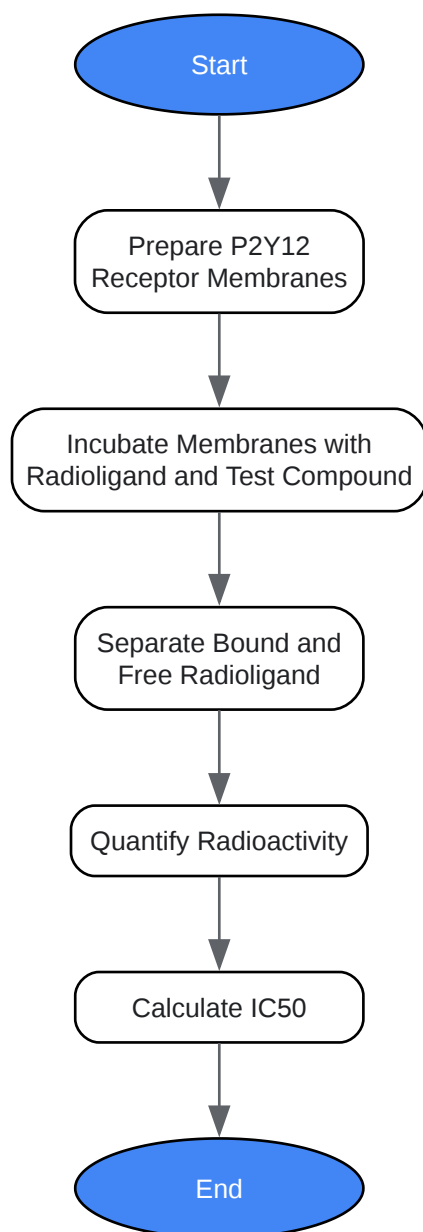 Start
Prepare P2Y12
Receptor Membranes
Incubate Membranes with
Radioligand and Test Compound
Separate Bound and
Free Radioligand
Quantify Radioactivity
Calculate IC50
End